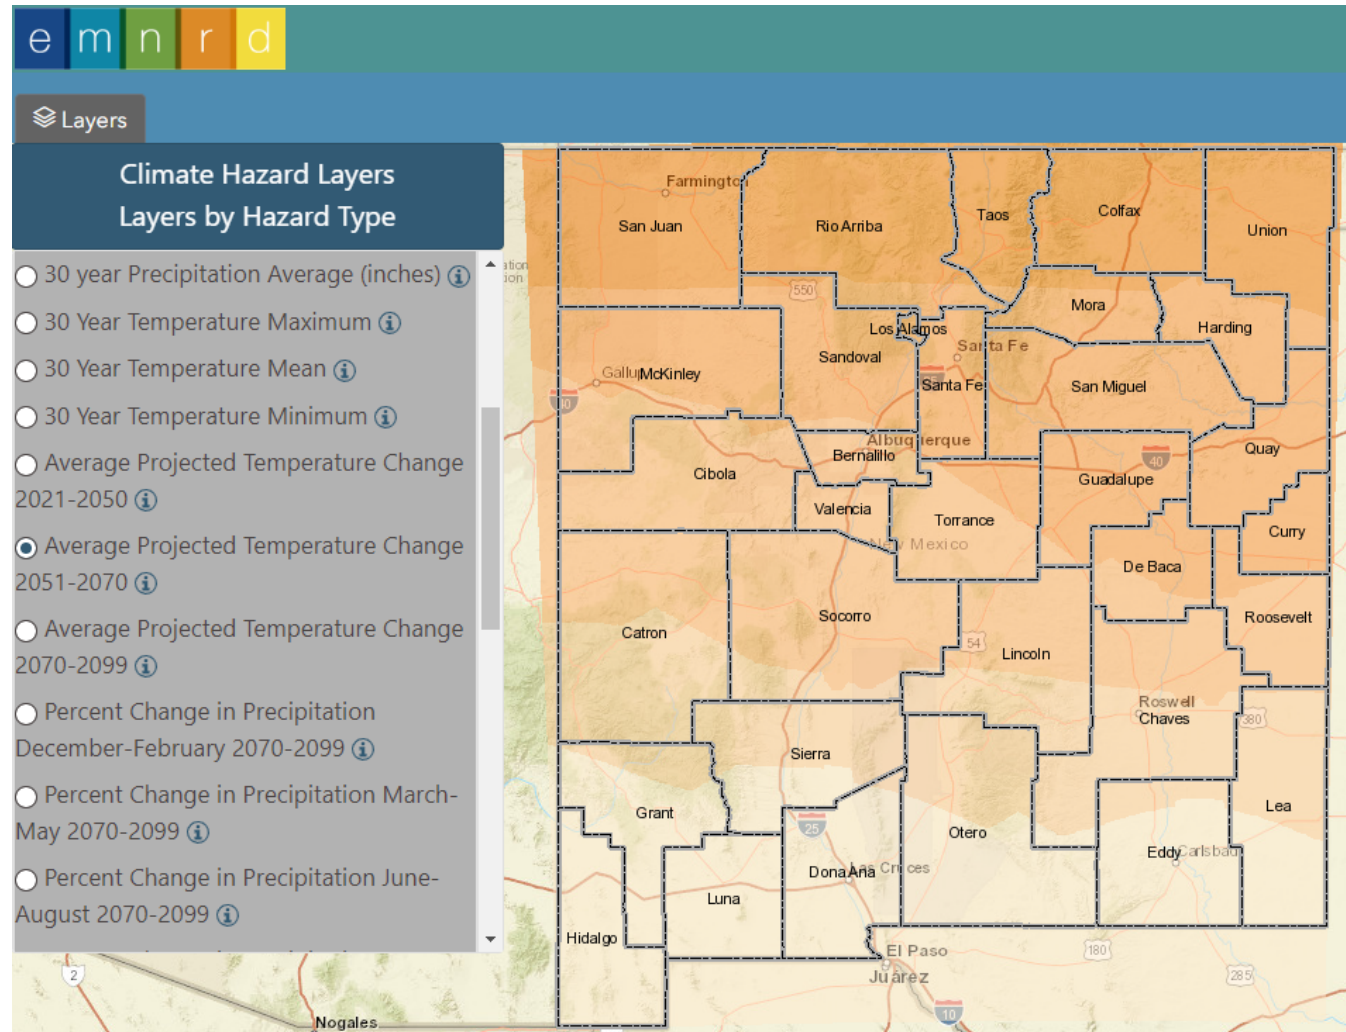 e m n r d
Layers
Climate Hazard Layers
Layers by Hazard Type
30 year Precipitation Average (inches)
30 Year Temperature Maximum
30 Year Temperature Mean
30 Year Temperature Minimum
Average Projected Temperature Change
2021-2050
Average Projected Temperature Change
2051-2070
Average Projected Temperature Change
2070-2099
Percent Change in Precipitation
December-February 2070-2099
Percent Change in Precipitation March-
May 2070-2099
Percent Change in Precipitation June-
August 2070-2099
Farmington
San Juan
Rio Arriba
Taos
Colfax
Union
550
Mora
Harding
Los Alamos
Santa Fe
Sandoval
McKinley
Santa Fe
San Miguel
40
Albuquerque
Bernalillo
Quay
Cibola
40
Guadalupe
Valencia
Torrance
New Mexico
Curry
De Baca
Socorro
Roosevelt
Catron
54
Lincoln
Roswell
Chaves
380
Sierra
Grant
25
Otero
Lea
Eddy
Dona Ana
Las Cruces
Luna
Hidalgo
El Paso
Juárez
180
285
2
10
Nogales